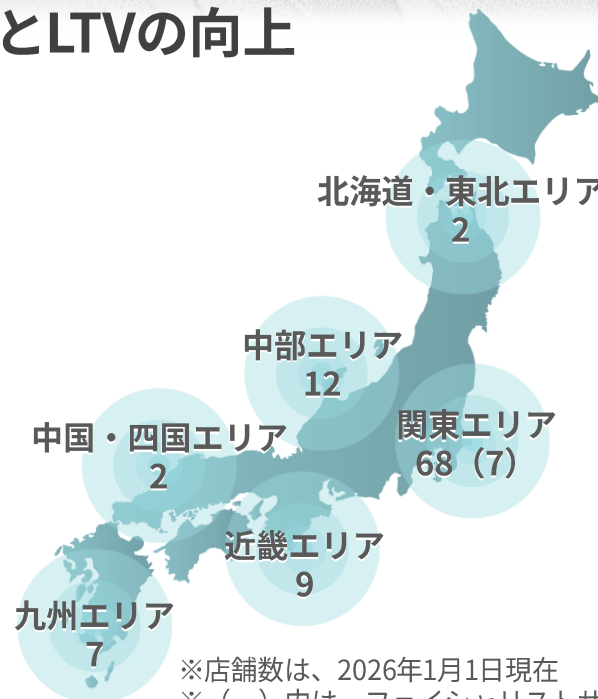 とLTVの向上
北海道・東北エリア
2
中部エリア
12
関東エリア
68（7）
中国・四国エリア
2
近畿エリア
9
九州エリア
7
※店舗数は、2026年1月1日現在